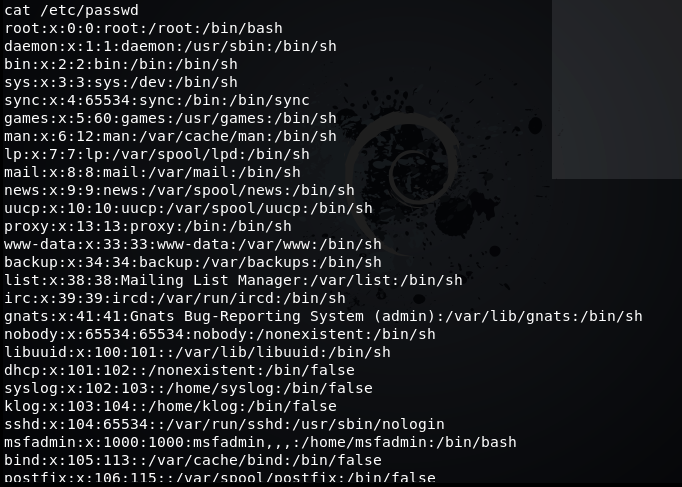 cat /etc/passwd
root:x:0:0:root:/root:/bin/bash
daemon:x:1:1:daemon:/usr/sbin:/bin/sh
bin:x:2:2:bin:/bin:/bin/sh
sys:x:3:3:sys:/dev:/bin/sh
sync:x:4:65534:sync:/bin:/bin/sync
games:x:5:60:games:/usr/games:/bin/sh
man:x:6:12:man:/var/cache/man:/bin/sh
lp:x:7:7:lp:/var/spool/lpd:/bin/sh
mail:x:8:8:mail:/var/mail:/bin/sh
news:x:9:9:news:/var/spool/news:/bin/sh
uucp:x:10:10:uucp:/var/spool/uucp:/bin/sh
proxy:x:13:13:proxy:/bin:/bin/sh
www-data:x:33:33:www-data:/var/www:/bin/sh
backup:x:34:34:backup:/var/backups:/bin/sh
list:x:38:38:Mailing List Manager:/var/list:/bin/sh
irc:x:39:39:ircd:/var/run/ircd:/bin/sh
gnats:x:41:41:Gnats Bug-Reporting System (admin):/var/lib/gnats:/bin/sh
nobody:x:65534:65534:nobody:/nonexistent:/bin/sh
libuuid:x:100:101::/var/lib/libuuid:/bin/sh
dhcp:x:101:102::/nonexistent:/bin/false
syslog:x:102:103::/home/syslog:/bin/false
klog:x:103:104::/home/klog:/bin/false
sshd:x:104:65534::/var/run/sshd:/usr/sbin/nologin
msfadmin:x:1000:1000:msfadmin,,,:/home/msfadmin:/bin/bash
bind:x:105:113::/var/cache/bind:/bin/false
postfix:x:106:115::/var/spool/postfix:/bin/false